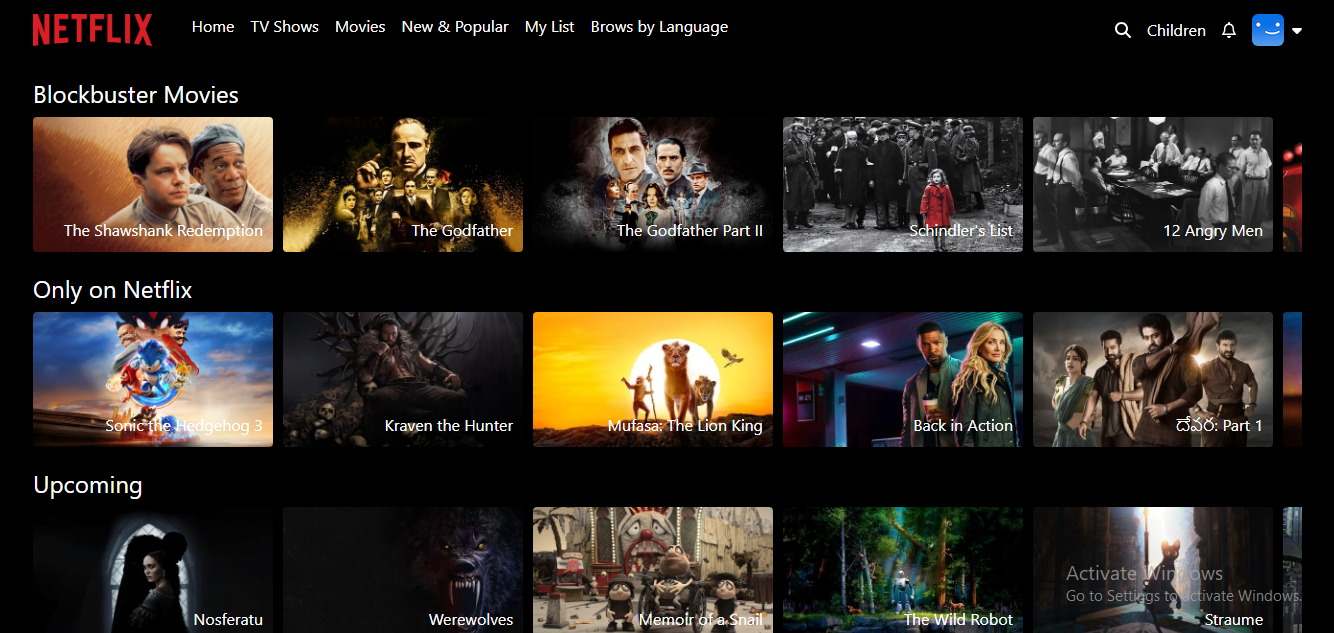 NETFLIX
Home TV Shows Movies New & Popular My List Brows by Language
Children
Blockbuster Movies
The Shawshank Redemption
The Godfather
The Godfather Part II
Schindler's List
12 Angry Men
Only on Netflix
Sonic the Hedgehog 3
Kraven the Hunter
Mufasa: The Lion King
Back in Action
దేవర: Part 1
Upcoming
Nosferatu
Werewolves
Memoir of a Snail
The Wild Robot
Straume
Activate Windows
Go to Settings to activate Windows.